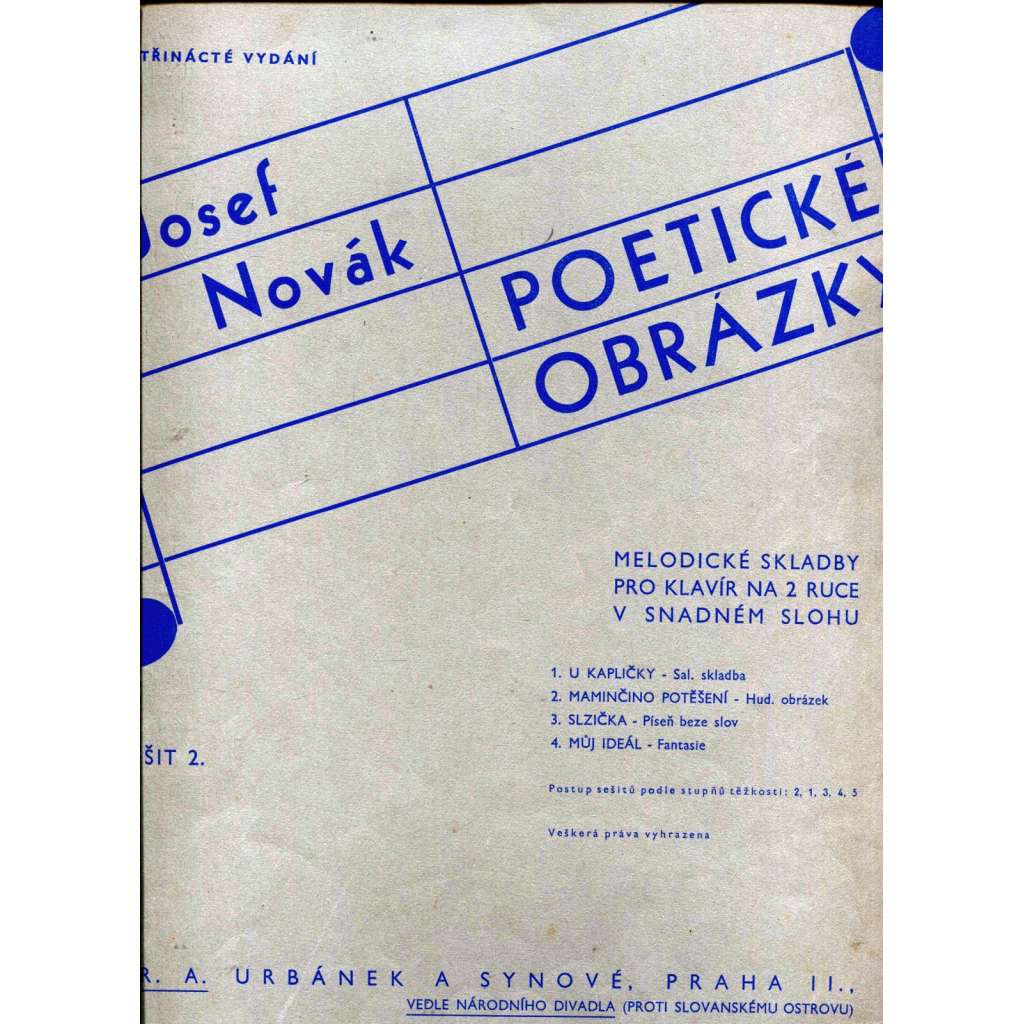 TŘINÁCTÉ VYDÁNÍ
Josef
Novák
POETICKÉ
OBRÁZKY
MELODICKÉ SKLADBY
PRO KLAVÍR NA 2 RUCE
V SNADNÉM SLOHU
1. U KAPLIČKY - Sal. skladba
2. MAMINČINO POTĚŠENÍ - Hud. obrázek
3. SLZIČKA - Píseň beze slov
4. MŮJ IDEÁL - Fantasie
ŠIT 2.
Postup sešitů podle stupňů těžkosti: 2, 1, 3, 4, 5
Veškerá práva vyhrazena
R. A. URBÁNEK A SYNOVÉ, PRAHA II.,
VEDLE NÁRODNÍHO DIVADLA (PROTI SLOVANSKÉMU OSTROVU)